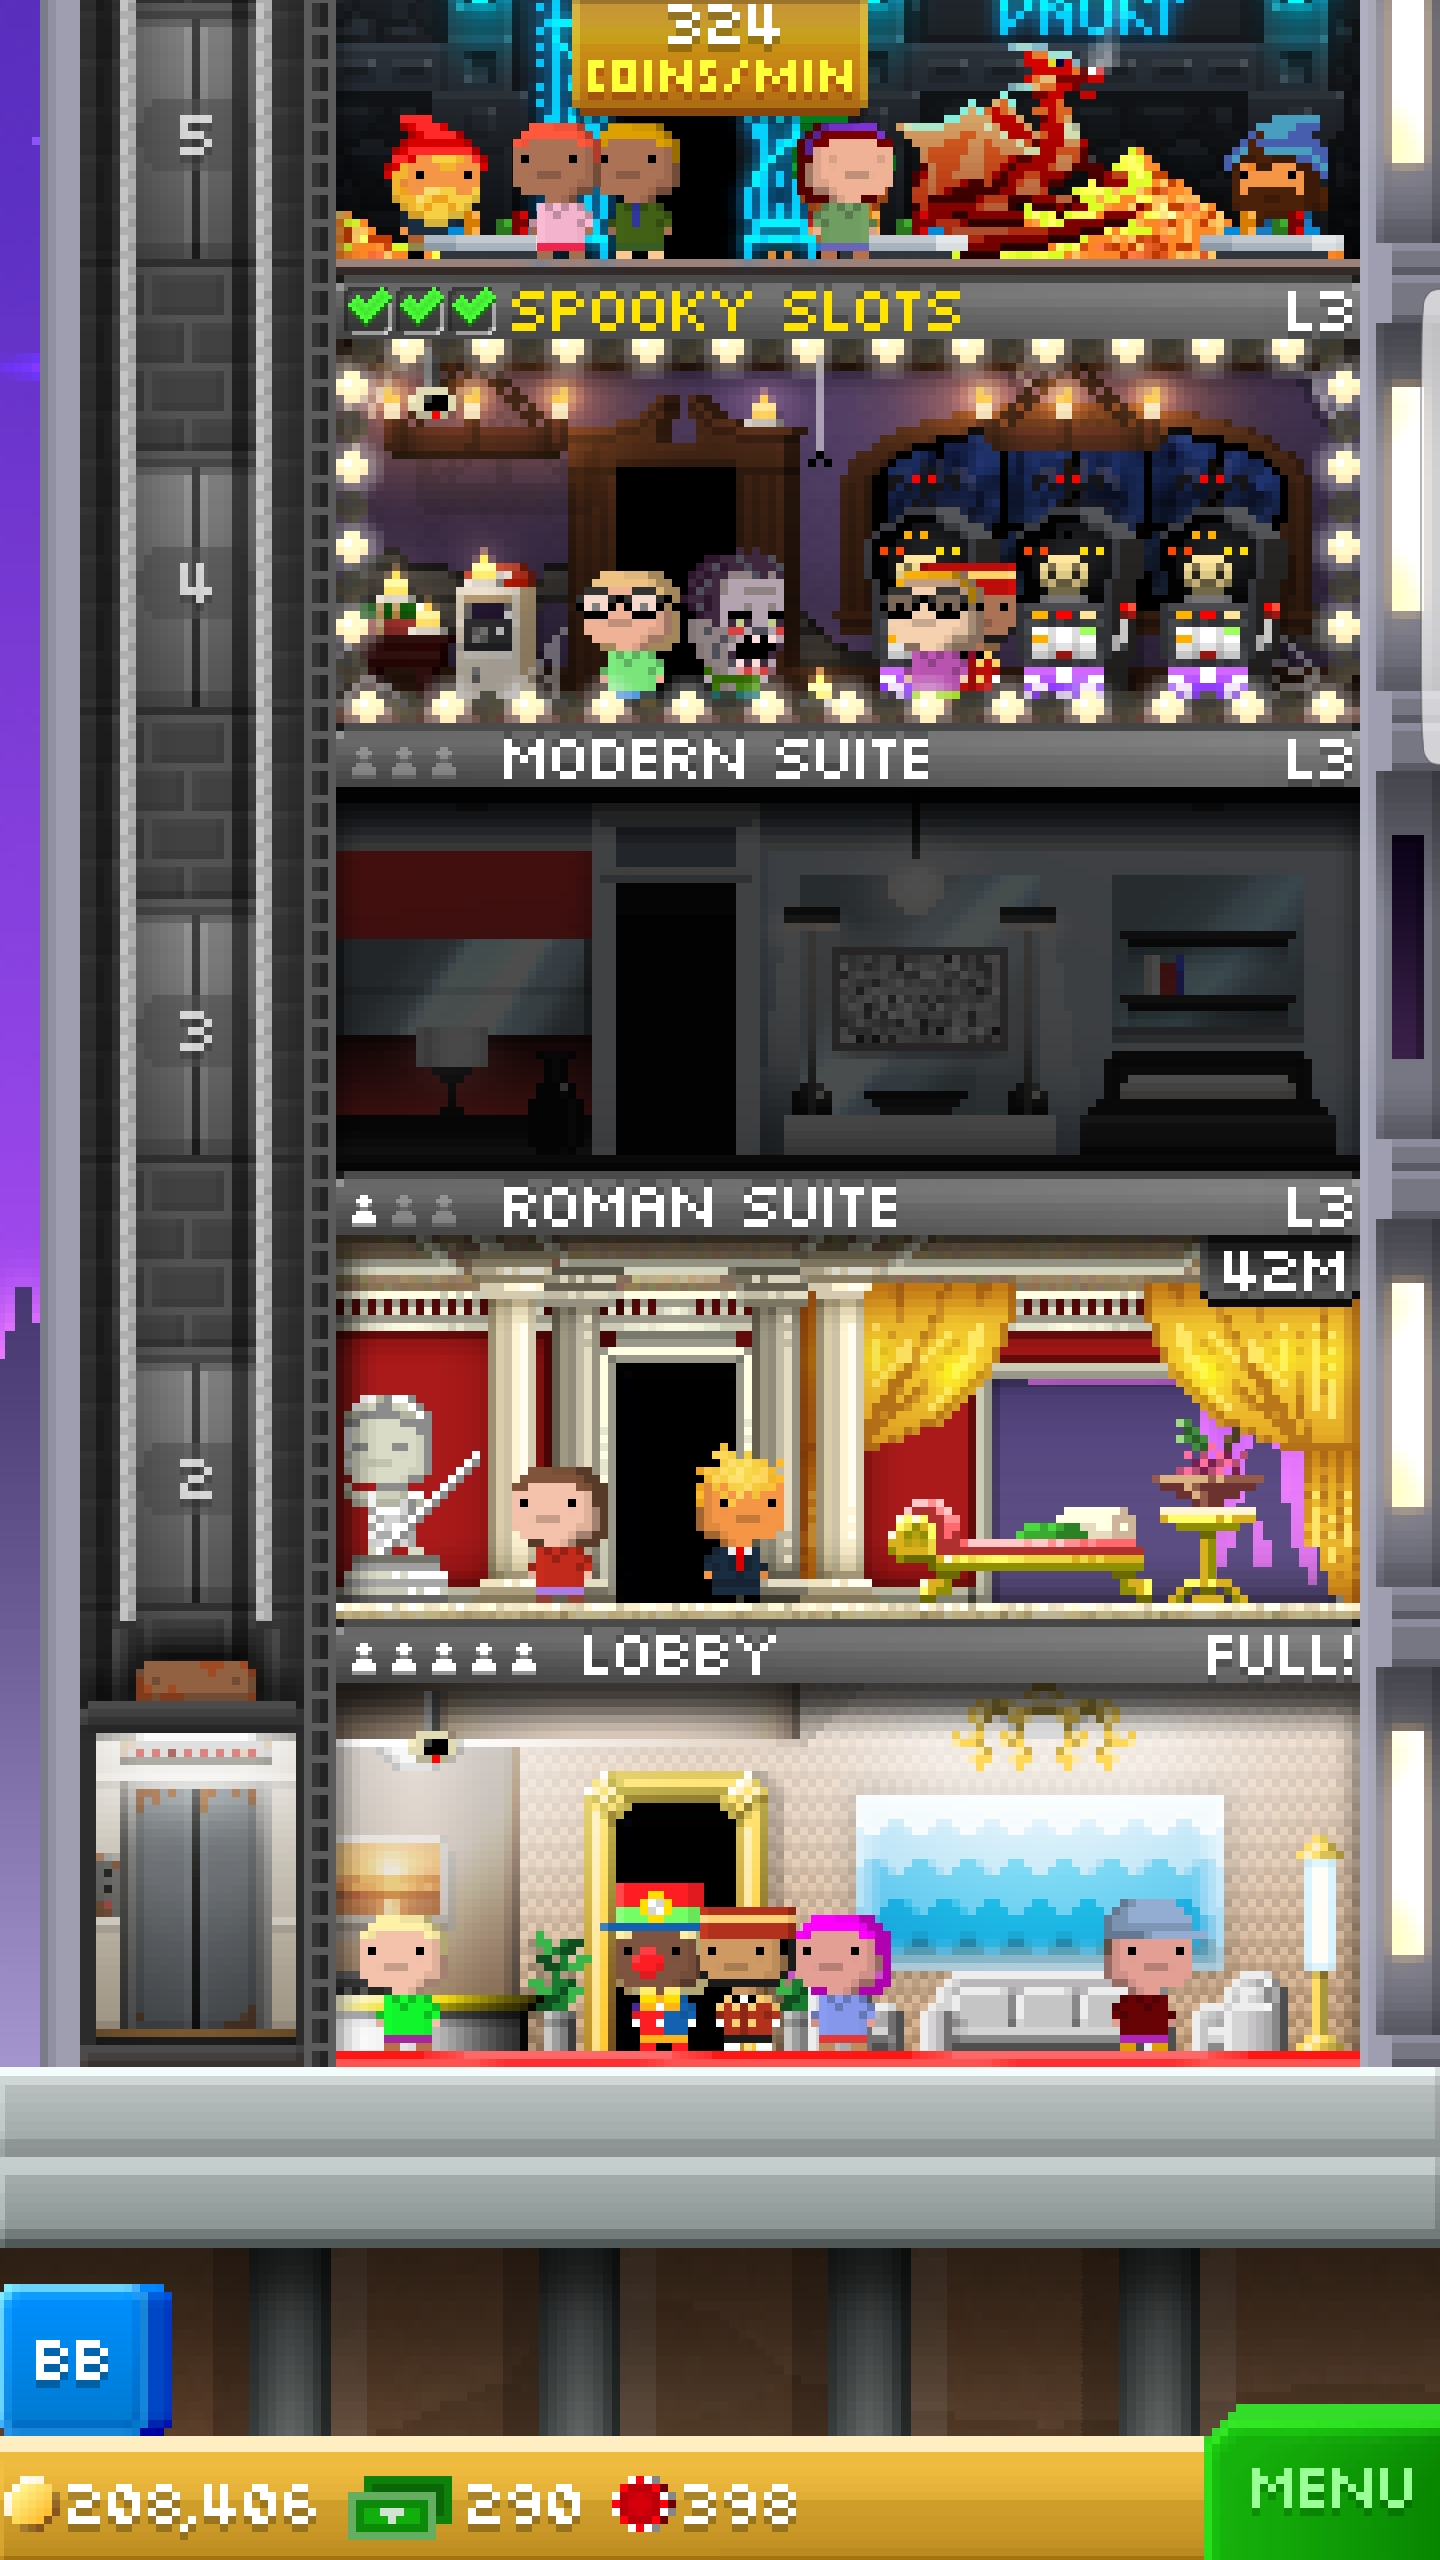 324
COINS/MIN
5
SPOOKY SLOTS L3
4
MODERN SUITE L3
3
ROMAN SUITE L3
42M
2
LOBBY FULL!
BB
208,406 290 398
MENU